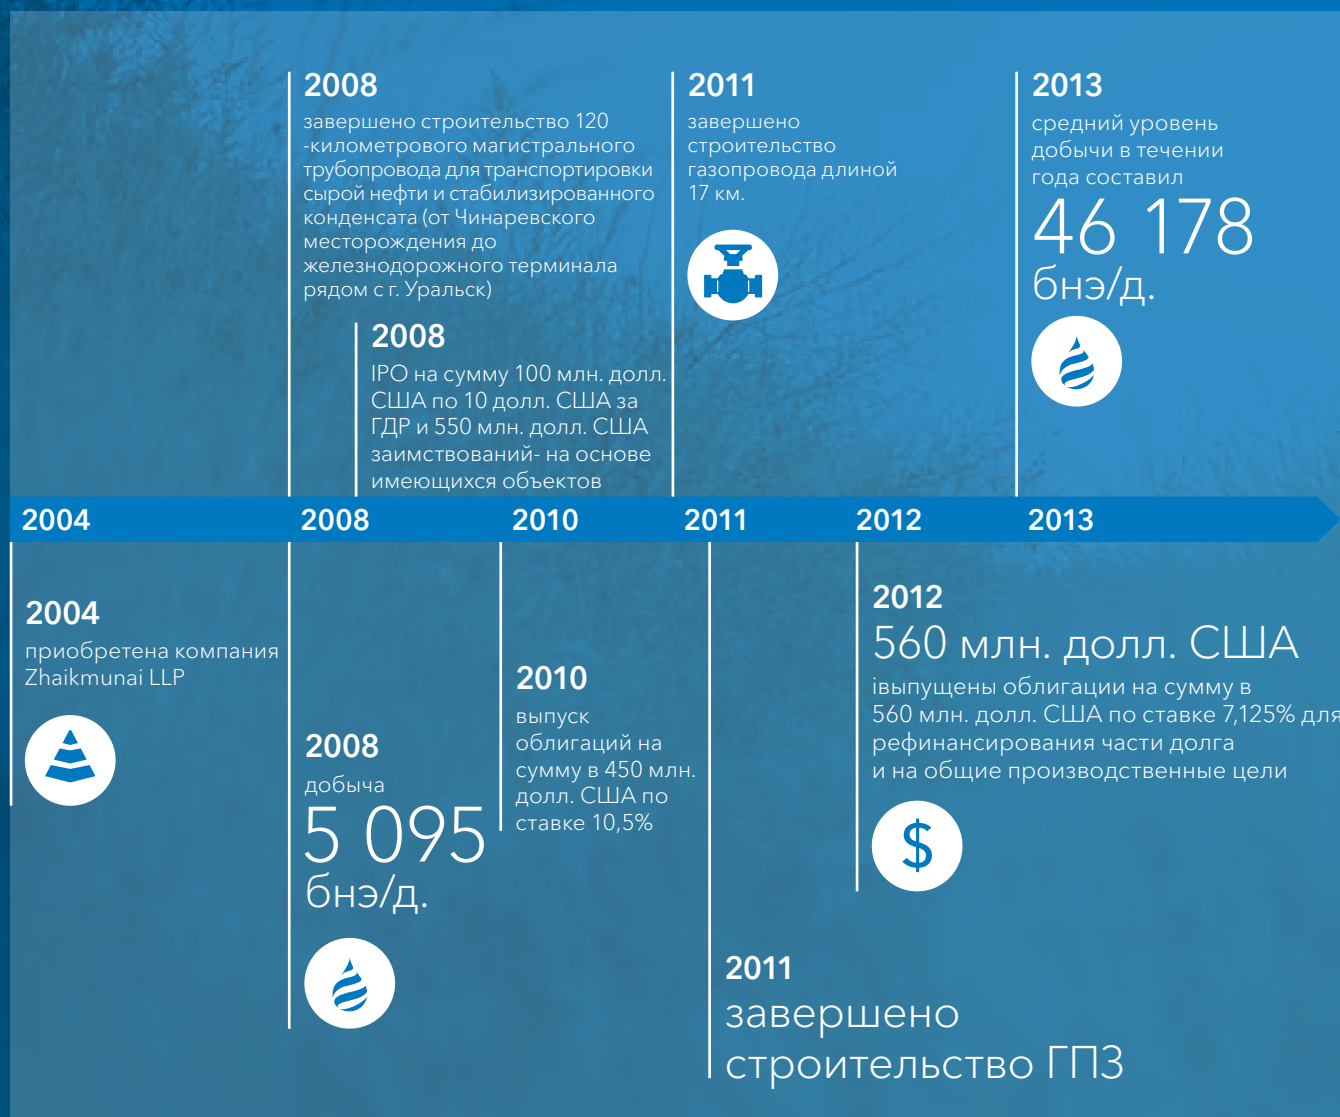 2008
завершено строительство 120
-километрового магистрального
трубопровода для транспортировки
сырой нефти и стабилизированного
конденсата (от Чинаревского
месторождения до
железнодорожного терминала
рядом с г. Уральск)
2008
IPO на сумму 100 млн. долл.
США по 10 долл. США за
ГДР и 550 млн. долл. США
заимствований- на основе
имеющихся объектов
2011
завершено
строительство
газопровода длиной
17 км.
2013
средний уровень
добычи в течении
года составил
46 178
бнэ/д.
2004
2008
2010
2011
2012
2013
2004
приобретена компания
Zhaikmunai LLP
2008
добыча
5 095
бнэ/д.
2010
выпуск
облигаций на
сумму в 450 млн.
долл. США по
ставке 10,5%
2011
завершено
строительство ГПЗ
2012
560 млн. долл. США
iвыпущены облигации на сумму в
560 млн. долл. США по ставке 7,125% для
рефинансирования части долга
и на общие производственные цели
$